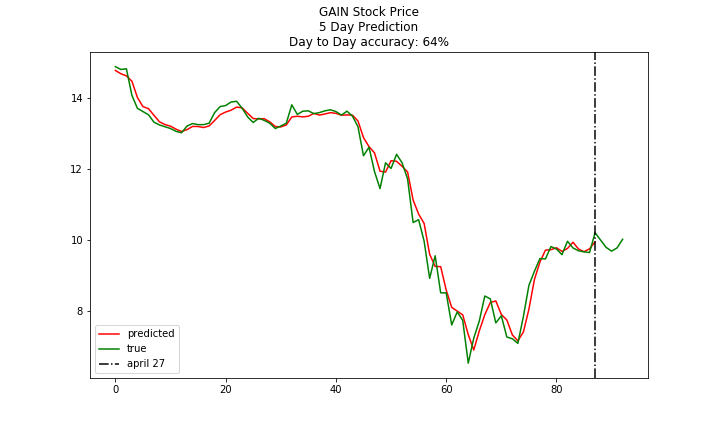 GAIN Stock Price
5 Day Prediction
Day to Day accuracy: 64%
14
12
10
8
predicted
true
april 27
0
20
40
60
80